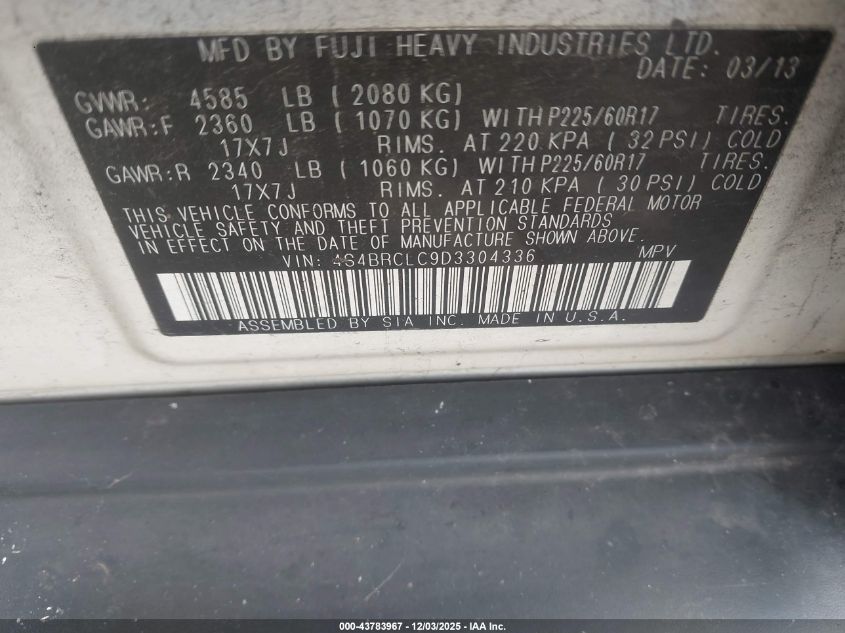 MFD BY FUJI HEAVY INDUSTRIES LTD.
DATE: 03/13
GVWR: 4585 LB ( 2080 KG)
GAWR:F 2360 LB ( 1070 KG) WITH P225/60R17 TIRES.
17X7J RIMS. AT 220 KPA ( 32 PSI) COLD
GAWR:R 2340 LB ( 1060 KG) WITH P225/60R17 TIRES.
17X7J RIMS. AT 210 KPA ( 30 PSI) COLD
THIS VEHICLE CONFORMS TO ALL APPLICABLE FEDERAL MOTOR
VEHICLE SAFETY AND THEFT PREVENTION STANDARDS
IN EFFECT ON THE DATE OF MANUFACTURE SHOWN ABOVE.
VIN: 4S4BRCLC9D3304336 MPV
ASSEMBLED BY SIA INC. MADE IN U.S.A.
000-43783967 - 12/03/2025 - IAA Inc.